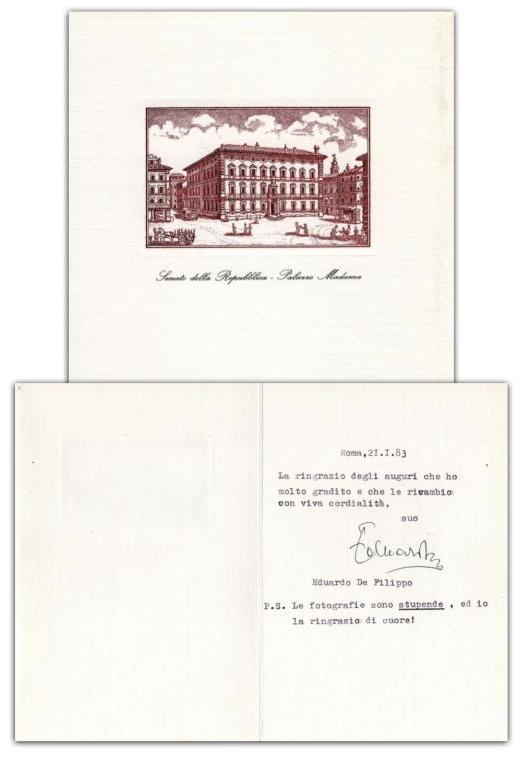 Senato della Repubblica - Palazzo Madama
Roma,21.I.83
La ringrazio degli auguri che ho
molto gradito e che le ricambio
con viva cordialità,
suo
Eduardo
Eduardo De Filippo
P.S. Le fotografie sono stupende , ed io
la ringrazio di cuore!